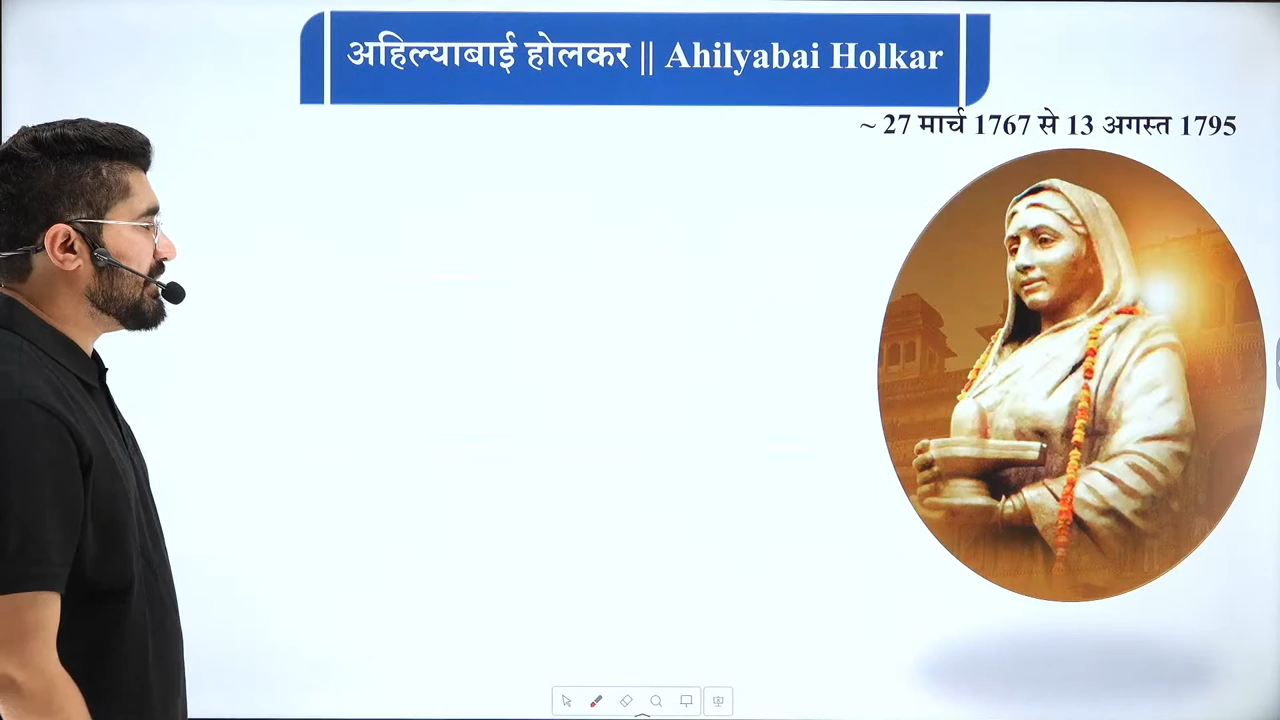 अहिल्याबाई होलकर || Ahilyabai Holkar
~ 27 मार्च 1767 से 13 अगस्त 1795